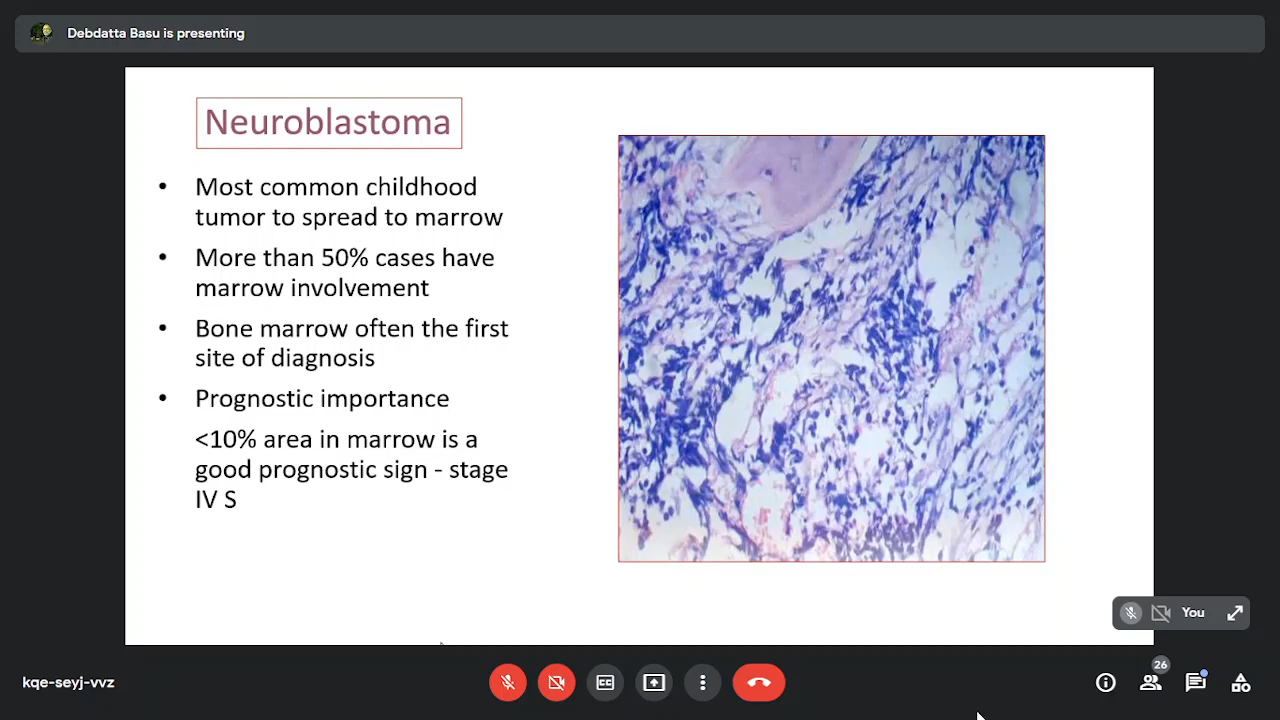 Debdatta Basu is presenting
Neuroblastoma
• Most common childhood
tumor to spread to marrow
• More than 50% cases have
marrow involvement
• Bone marrow often the first
site of diagnosis
• Prognostic importance
<10% area in marrow is a
good prognostic sign - stage
IV S
You
26
kqe-seyj-vvz
CC